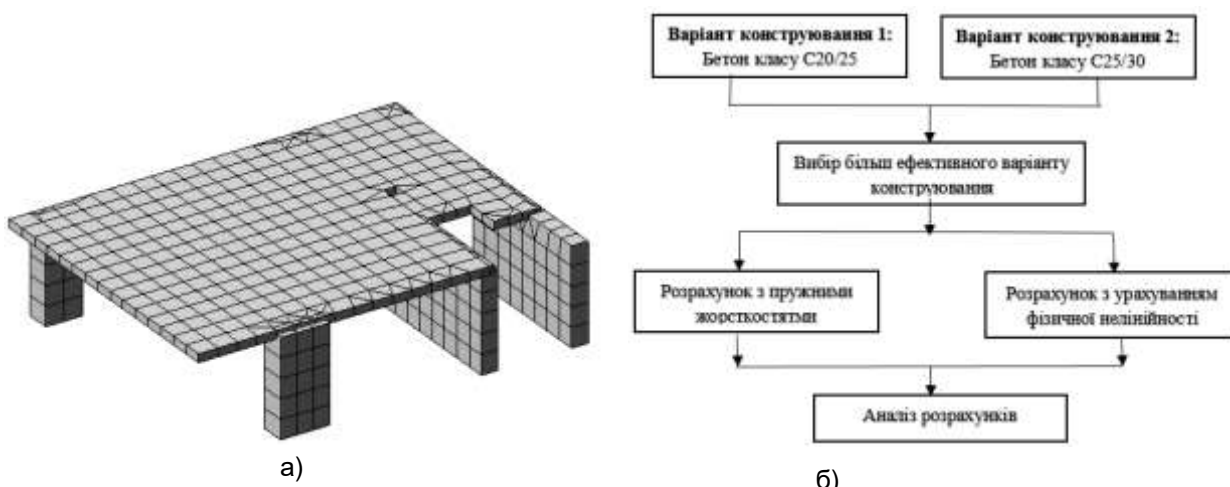 Варіант конструювання 1:
Бетон класу С20/25
Варіант конструювання 2:
Бетон класу С25/30
Вибір більш ефективного варіанту
конструювання
Розрахунок з пружними
жорсткостятми
Розрахунок з урахуванням
фізичної нелінійності
Аналіз розрахунків
а)
б)